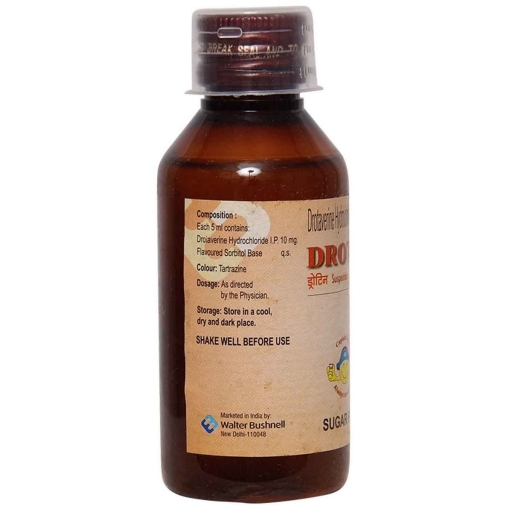 BREAK SEAL AND TO
Composition :
Each 5 ml contains:
Drotaverine Hydrochloride I.P. 10 mg.
Flavoured Sorbitol Base q.s.
Colour: Tartrazine
Dosage: As directed
by the Physician.
Storage: Store in a cool,
dry and dark place.
SHAKE WELL BEFORE USE
Marketed in India by:
Walter Bushnell
New Delhi-110048
Drotaverine
DRO
ड्रोटिन
SUGAR